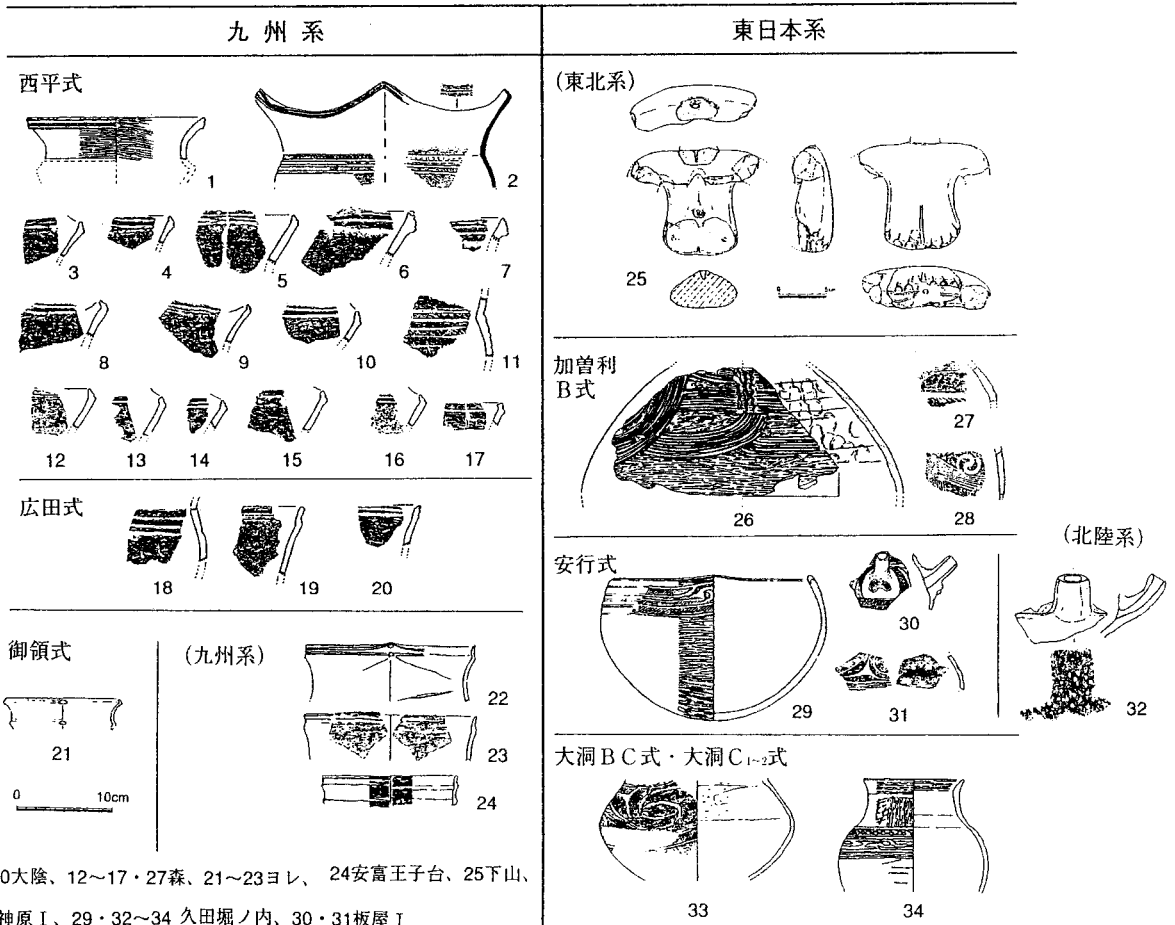 九州系
東日本系
西平式
1
2
3 4 5 6 7
8 9 10 11
12 13 14 15 16 17
広田式
18 19 20
御領式
(九州系)
21
22
23
24
0 10cm
(東北系)
25
加曽利
B式
26
27
28
安行式
29
30
31
(北陸系)
32
大洞BC式・大洞C1~2式
33 34
0大陰、12~17・27森、21~23ヨレ、 24安富王子台、25下山、
神原Ⅰ、29・32~34 久田堀ノ内、30・31板屋Ⅰ